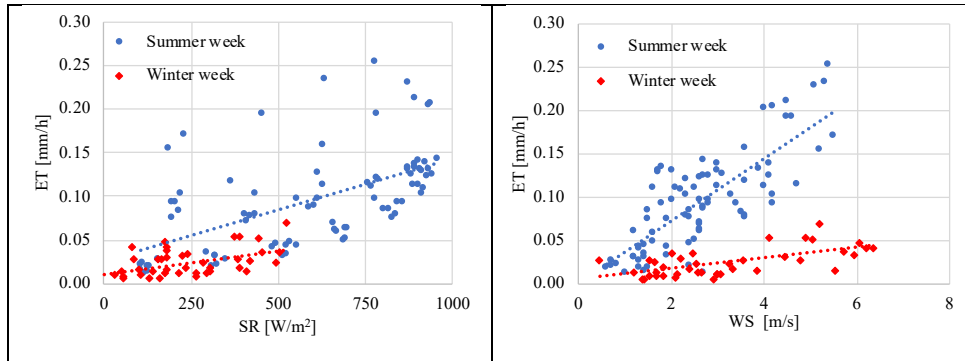 0.30
0.25
0.20
0.15
0.10
0.05
0.00
ET [mm/h]
Summer week
Winter week
0 250 500 750 1000
SR [W/m²]
0.30
0.25
0.20
0.15
0.10
0.05
0.00
ET [mm/h]
Summer week
Winter week
0 2 4 6 8
WS [m/s]